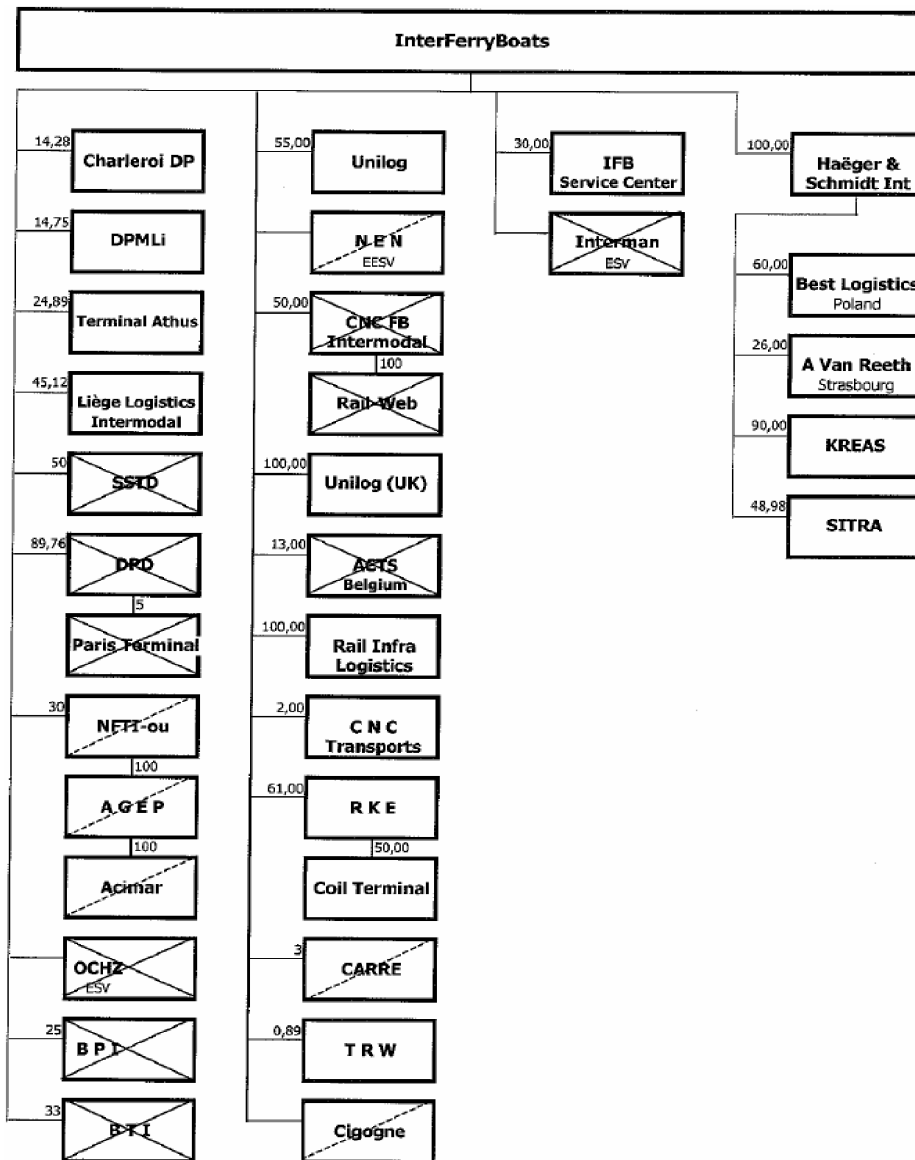 InterFerryBoats
14,28
Charleroi DP
14,75
DPMLi
24,89
Terminal Athus
45,12
Liège Logistics
Intermodal
50
SSTD
89,76
DPD
5
Paris Terminal
30
NFTI-ou
100
A G E P
100
Acimar
OCHZ
ESV
25
B P I
33
B T I
55,00
Unilog
N E N
EESV
50,00
CNC FB
Intermodal
100
Rail Web
100,00
Unilog (UK)
13,00
ACTS
Belgium
100,00
Rail Infra
Logistics
2,00
C N C
Transports
61,00
R K E
50,00
Coil Terminal
3
CARRE
0,89
T R W
Cigogne
30,00
IFB
Service Center
Interman
ESV
100,00
Haëger &
Schmidt Int
60,00
Best Logistics
Poland
26,00
A Van Reeth
Strasbourg
90,00
KREAS
48,98
SITRA